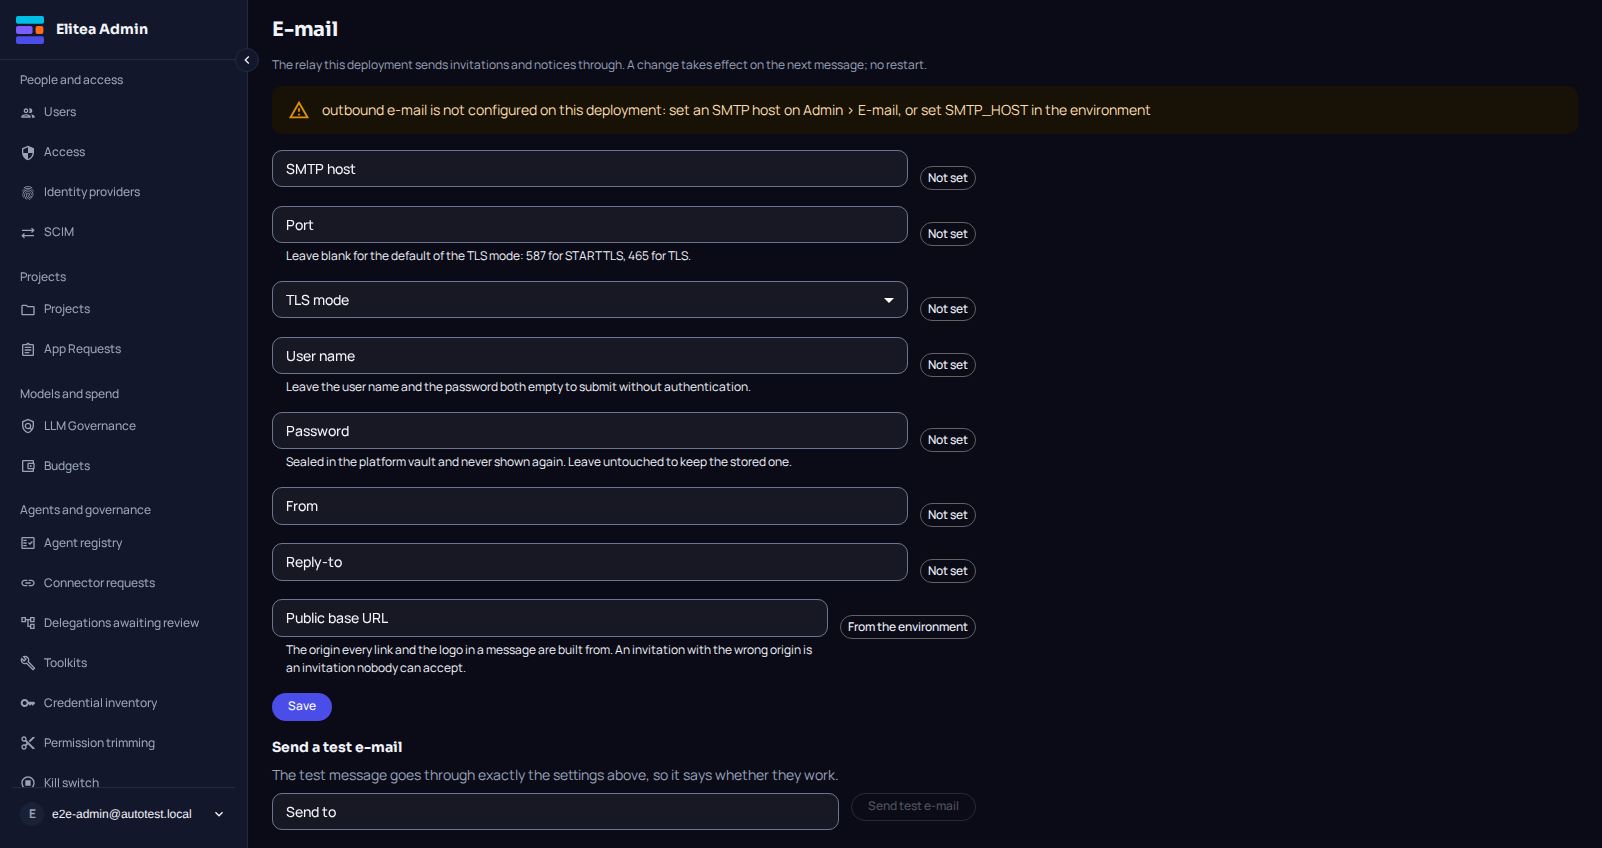 Elitea Admin
People and access
Users
Access
Identity providers
SCIM
Projects
Projects
App Requests
Models and spend
LLM Governance
Budgets
Agents and governance
Agent registry
Connector requests
Delegations awaiting review
Toolkits
Credential inventory
Permission trimming
Kill switch
E
e2e-admin@autotest.local
E-mail
The relay this deployment sends invitations and notices through. A change takes effect on the next message; no restart.
outbound e-mail is not configured on this deployment: set an SMTP host on Admin > E-mail, or set SMTP_HOST in the environment
SMTP host
Not set
Port
Not set
Leave blank for the default of the TLS mode: 587 for STARTTLS, 465 for TLS.
TLS mode
Not set
User name
Not set
Leave the user name and the password both empty to submit without authentication.
Password
Not set
Sealed in the platform vault and never shown again. Leave untouched to keep the stored one.
From
Not set
Reply-to
Not set
Public base URL
From the environment
The origin every link and the logo in a message are built from. An invitation with the wrong origin is
an invitation nobody can accept.
Save
Send a test e-mail
The test message goes through exactly the settings above, so it says whether they work.
Send to
Send test e-mail